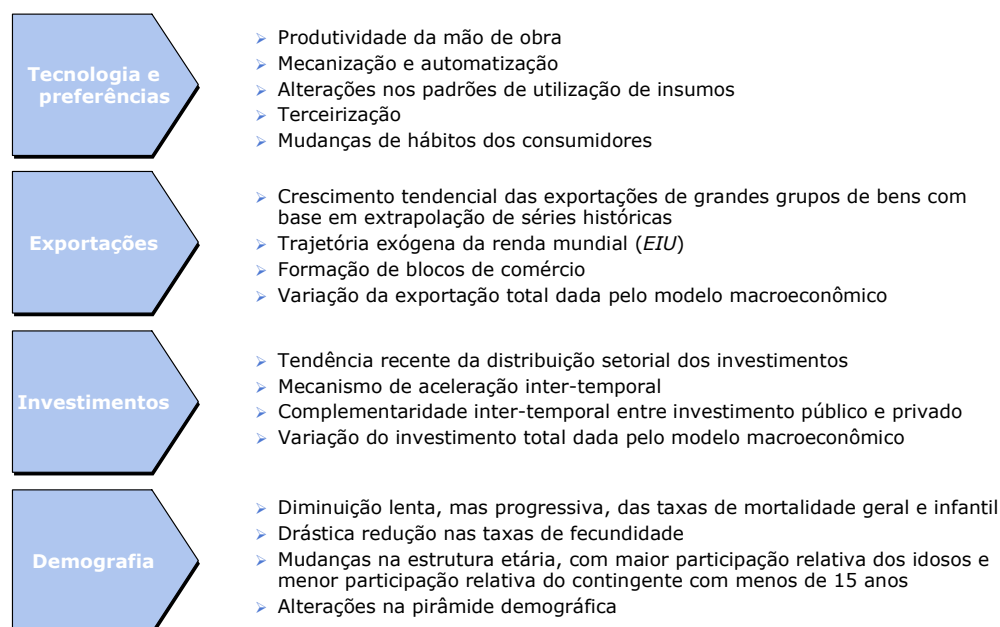 Tecnologia e
preferências
➢ Produtividade da mão de obra
➢ Mecanização e automatização
➢ Alterações nos padrões de utilização de insumos
➢ Terceirização
➢ Mudanças de hábitos dos consumidores
Exportações
➢ Crescimento tendencial das exportações de grandes grupos de bens com
base em extrapolação de séries históricas
➢ Trajetória exógena da renda mundial (EIU)
➢ Formação de blocos de comércio
➢ Variação da exportação total dada pelo modelo macroeconômico
Investimentos
➢ Tendência recente da distribuição setorial dos investimentos
➢ Mecanismo de aceleração inter-temporal
➢ Complementaridade inter-temporal entre investimento público e privado
➢ Variação do investimento total dada pelo modelo macroeconômico
Demografia
➢ Diminuição lenta, mas progressiva, das taxas de mortalidade geral e infantil
➢ Drástica redução nas taxas de fecundidade
➢ Mudanças na estrutura etária, com maior participação relativa dos idosos e
menor participação relativa do contingente com menos de 15 anos
➢ Alterações na pirâmide demográfica